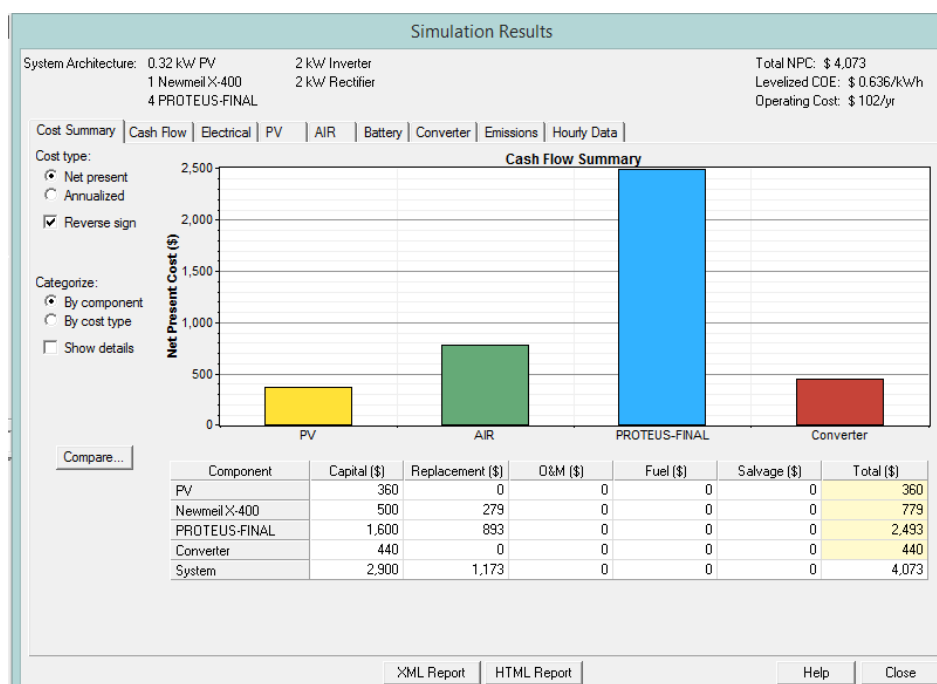 Simulation Results
System Architecture: 0.32 kW PV 2 kW Inverter Total NPC: $ 4,073
1 Newmeil X-400 2 kW Rectifier Levelized COE: $ 0.636/kWh
4 PROTEUS-FINAL Operating Cost: $ 102/yr
Cost Summary Cash Flow Electrical PV AIR Battery Converter Emissions Hourly Data
Cost type:
Net present
Annualized
Reverse sign
Categorize:
By component
By cost type
Show details
Compare...
Cash Flow Summary
Net Present Cost ($)
2,500
2,000
1,500
1,000
500
0
PV AIR PROTEUS-FINAL Converter
Component Capital ($) Replacement ($) O&M ($) Fuel ($) Salvage ($) Total ($)
PV 360 0 0 0 0 360
Newmeil X-400 500 279 0 0 0 779
PROTEUS-FINAL 1,600 893 0 0 0 2,493
Converter 440 0 0 0 0 440
System 2,900 1,173 0 0 0 4,073
XML Report HTML Report Help Close